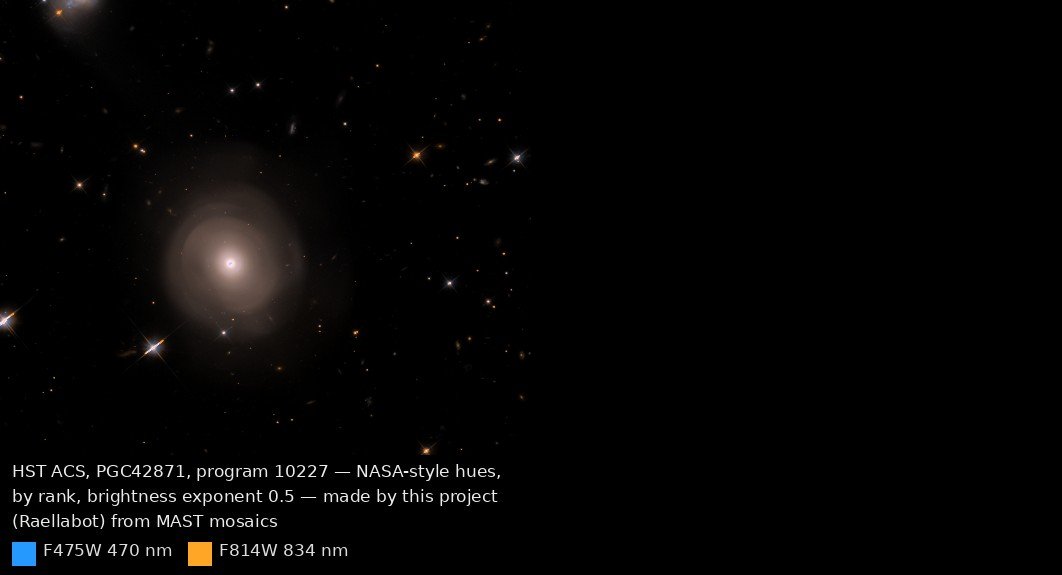 HST ACS, PGC42871, program 10227 — NASA-style hues,
by rank, brightness exponent 0.5 — made by this project
(Raellabot) from MAST mosaics
F475W 470 nm F814W 834 nm